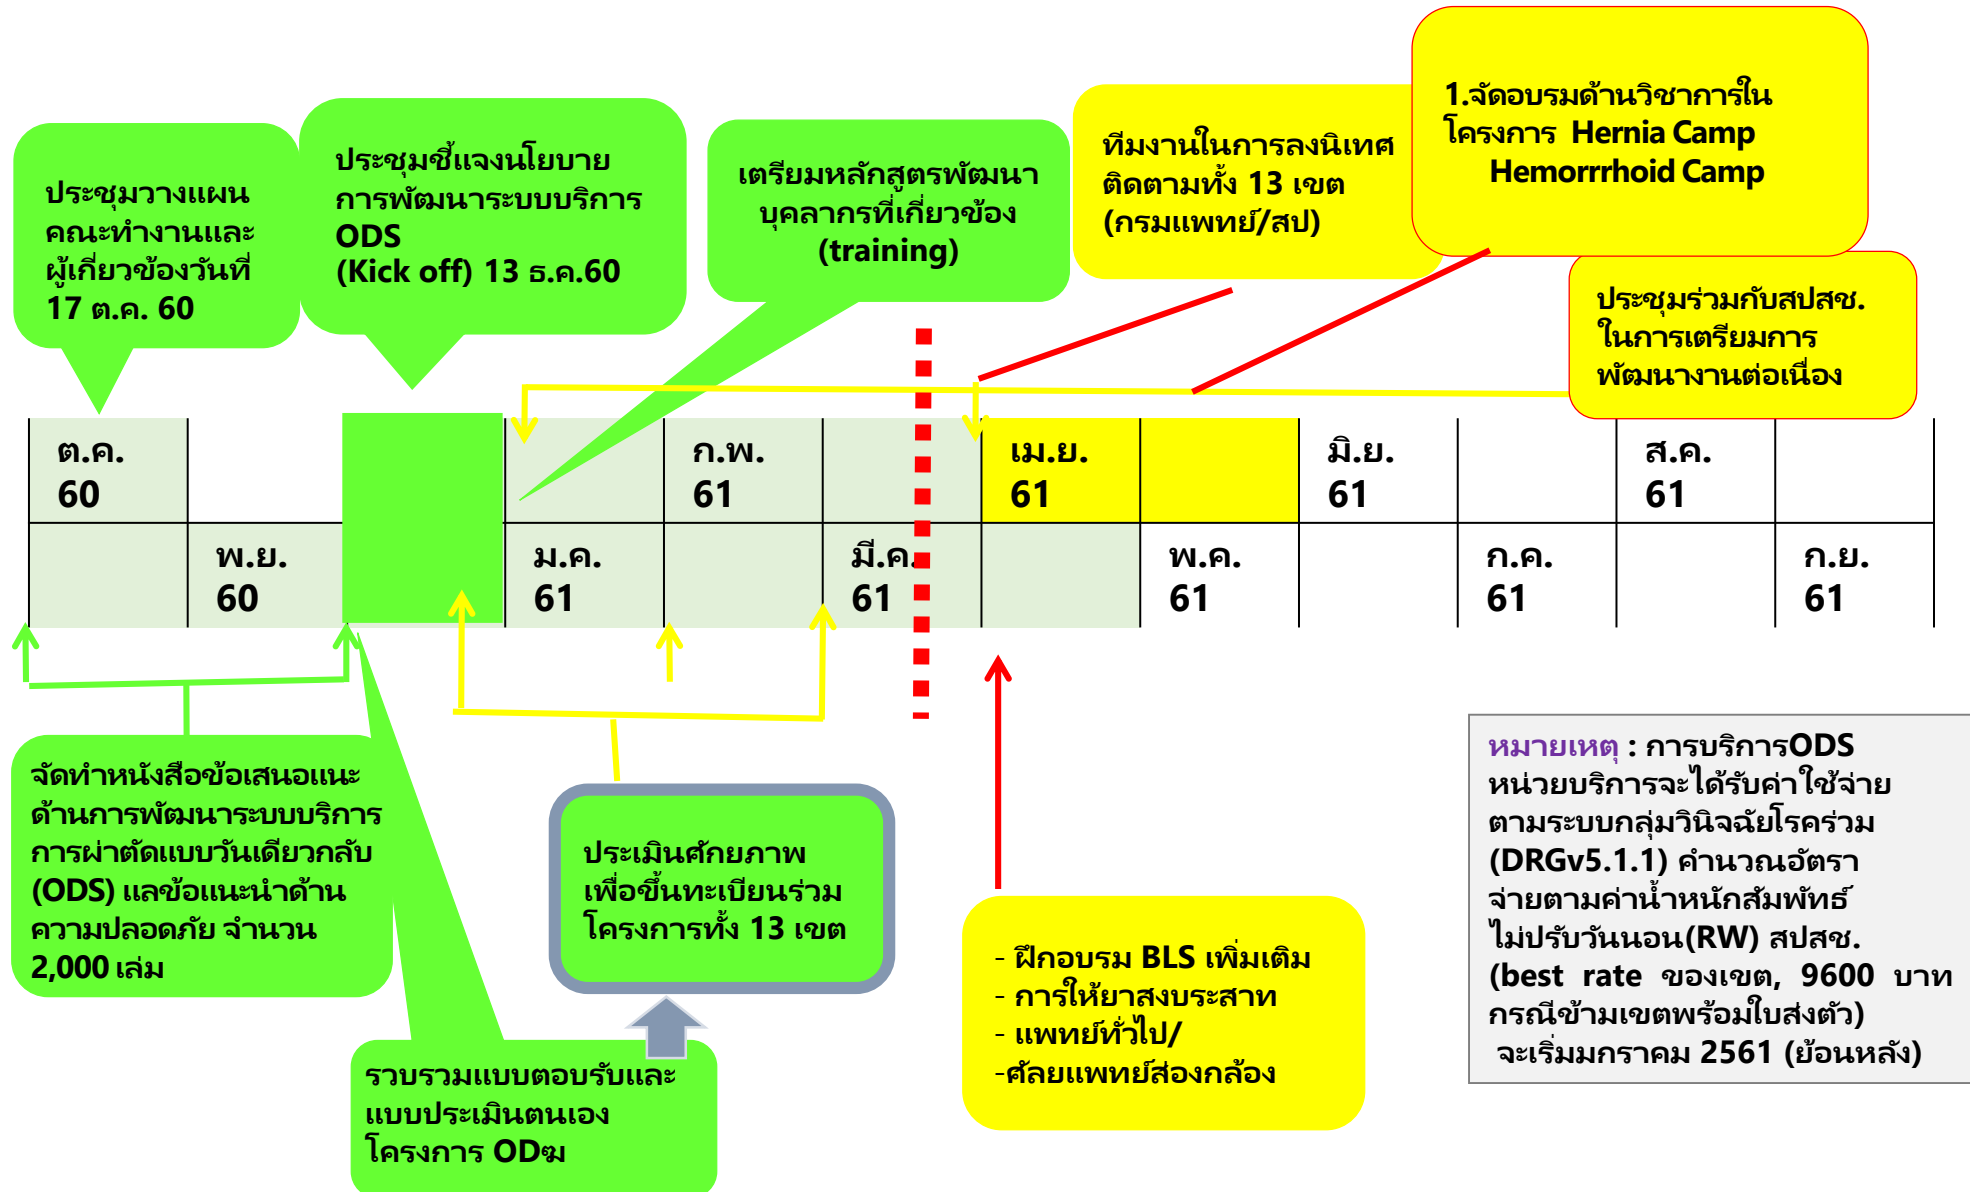 ประชุมวางแผน
คณะทำงานและ
ผู้เกี่ยวข้องวันที่
17 ต.ค. 60
ประชุมชี้แจงนโยบาย
การพัฒนาระบบบริการ
ODS
(Kick off) 13 ธ.ค.60
เตรียมหลักสูตรพัฒนา
บุคลากรที่เกี่ยวข้อง
(training)
ทีมงานในการลงนิเทศ
ติดตามทั้ง 13 เขต
(กรมแพทย์/สป)
1.จัดอบรมด้านวิชาการใน
โครงการ Hernia Camp
Hemorrrhoid Camp
ประชุมร่วมกับสปสช.
ในการเตรียมการ
พัฒนางานต่อเนื่อง
ต.ค.
60
ก.พ.
61
เม.ย.
61
มิ.ย.
61
ส.ค.
61
พ.ย.
60
ม.ค.
61
มี.ค.
61
พ.ค.
61
ก.ค.
61
ก.ย.
61
จัดทำหนังสือข้อเสนอแนะ
ด้านการพัฒนาระบบบริการ
การผ่าตัดแบบวันเดียวกลับ
(ODS) แลข้อแนะนำด้าน
ความปลอดภัย จำนวน
2,000 เล่ม
ประเมินศักยภาพ
เพื่อขึ้นทะเบียนร่วม
โครงการทั้ง 13 เขต
รวบรวมแบบตอบรับและ
แบบประเมินตนเอง
โครงการ ODฆ
- ฝึกอบรม BLS เพิ่มเติม
- การให้ยาสงบประสาท
- แพทย์ทั่วไป/
-ศัลยแพทย์ส่องกล้อง
หมายเหตุ : การบริการODS
หน่วยบริการจะได้รับค่าใช้จ่าย
ตามระบบกลุ่มวินิจฉัยโรคร่วม
(DRGv5.1.1) คำนวณอัตรา
จ่ายตามค่าน้ำหนักสัมพัทธ์
ไม่ปรับวันนอน(RW) สปสช.
(best rate ของเขต, 9600 บาท
กรณีข้ามเขตพร้อมใบส่งตัว)
จะเริ่มมกราคม 2561 (ย้อนหลัง)